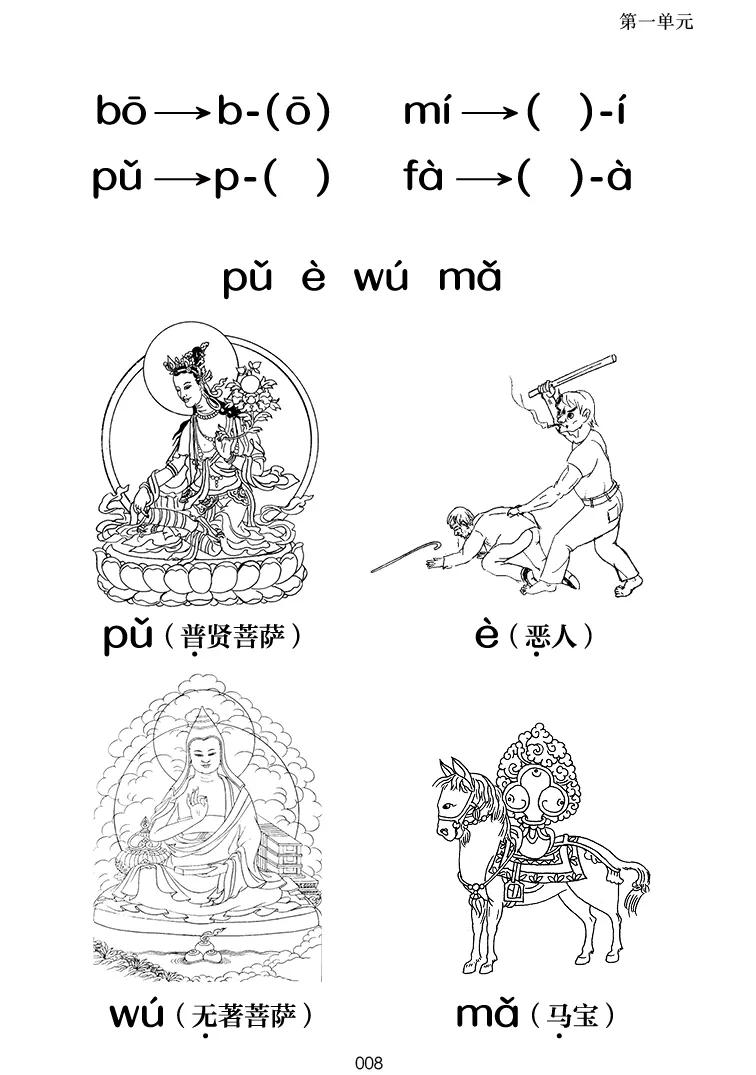 第一单元
bō→b-(ō) mí→( )-í
pǔ→p-( ) fà→( )-à
pǔ è wú mǎ
pǔ（普贤菩萨） è（恶人）
wú（无著菩萨） mǎ（马宝）
008